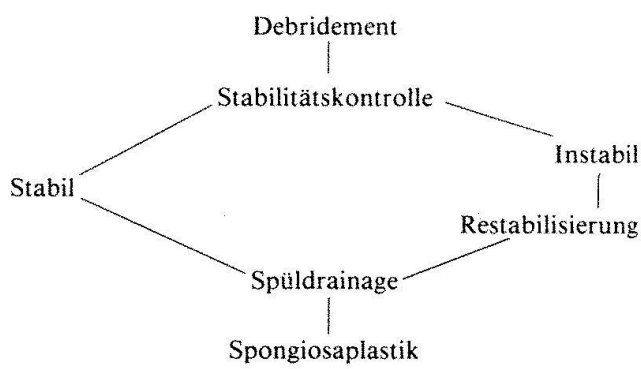 Debridement
Stabilitätskontrolle
Instabil
Stabil
Restabilisierung
Spüldrainage
Spongiosaplastik